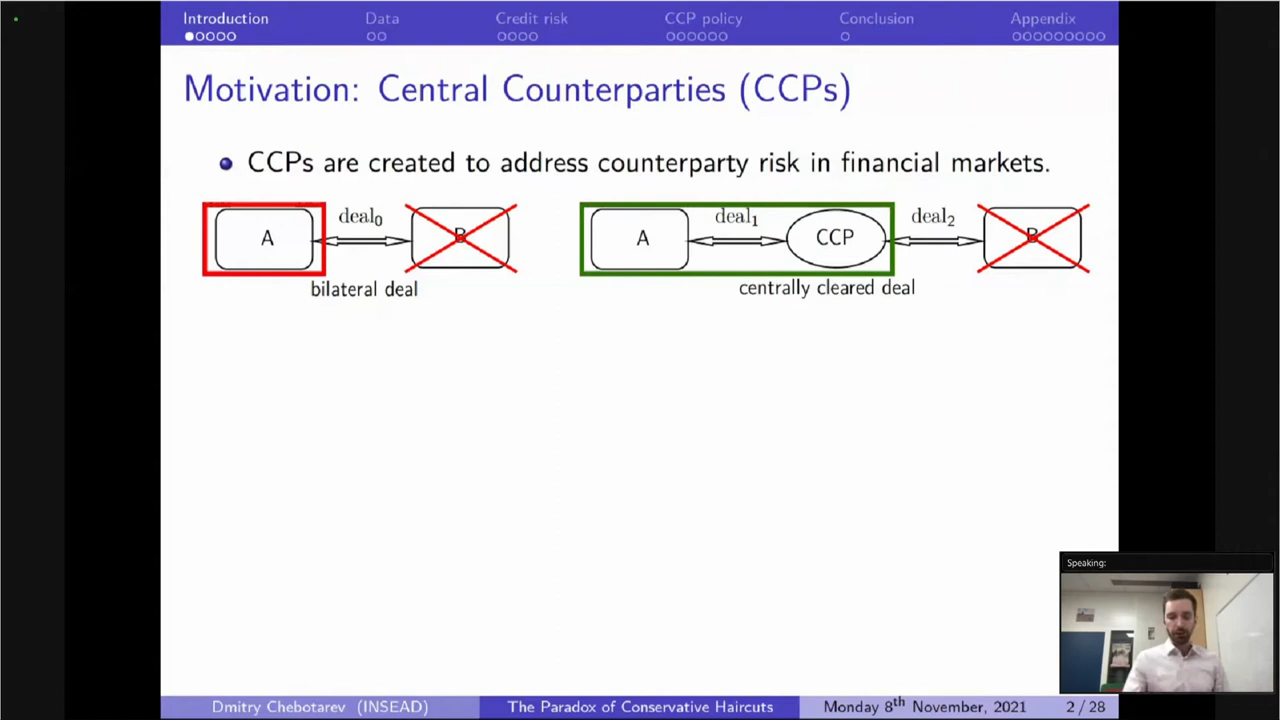 Introduction Data Credit risk CCP policy Conclusion Appendix
Motivation: Central Counterparties (CCPs)
CCPs are created to address counterparty risk in financial markets.
A deal0 B A deal1 CCP deal2 B
bilateral deal centrally cleared deal
Speaking:
Dmitry Chebotarev (INSEAD) The Paradox of Conservative Haircuts Monday 8th November, 2021 2 / 28